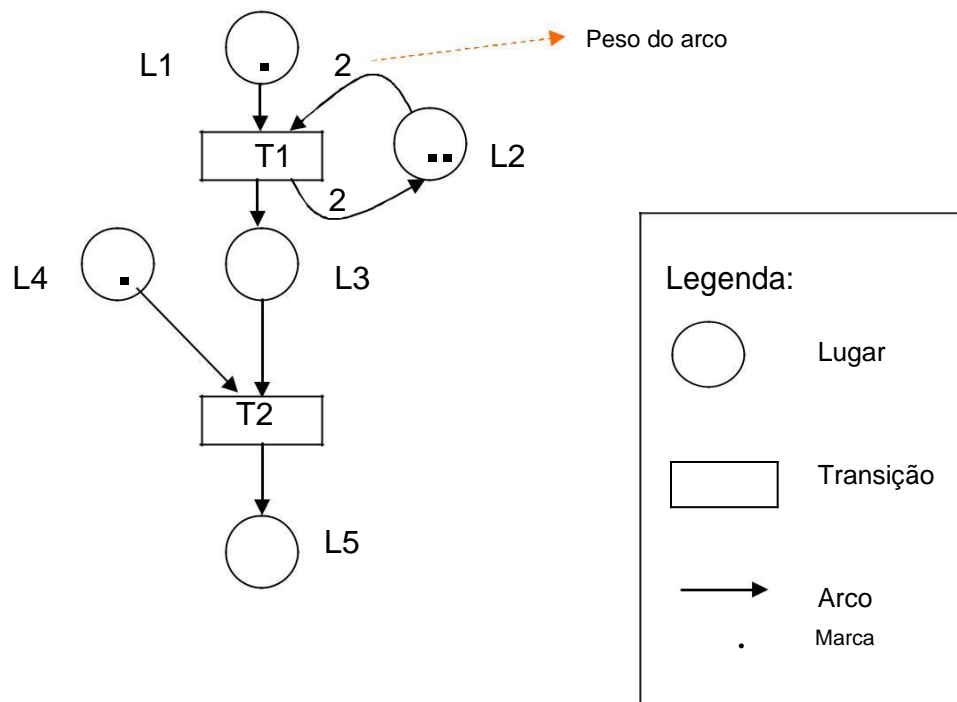 Peso do arco
L1
2
T1
L2
2
L4
L3
T2
L5
Legenda:
Lugar
Transição
Arco
Marca